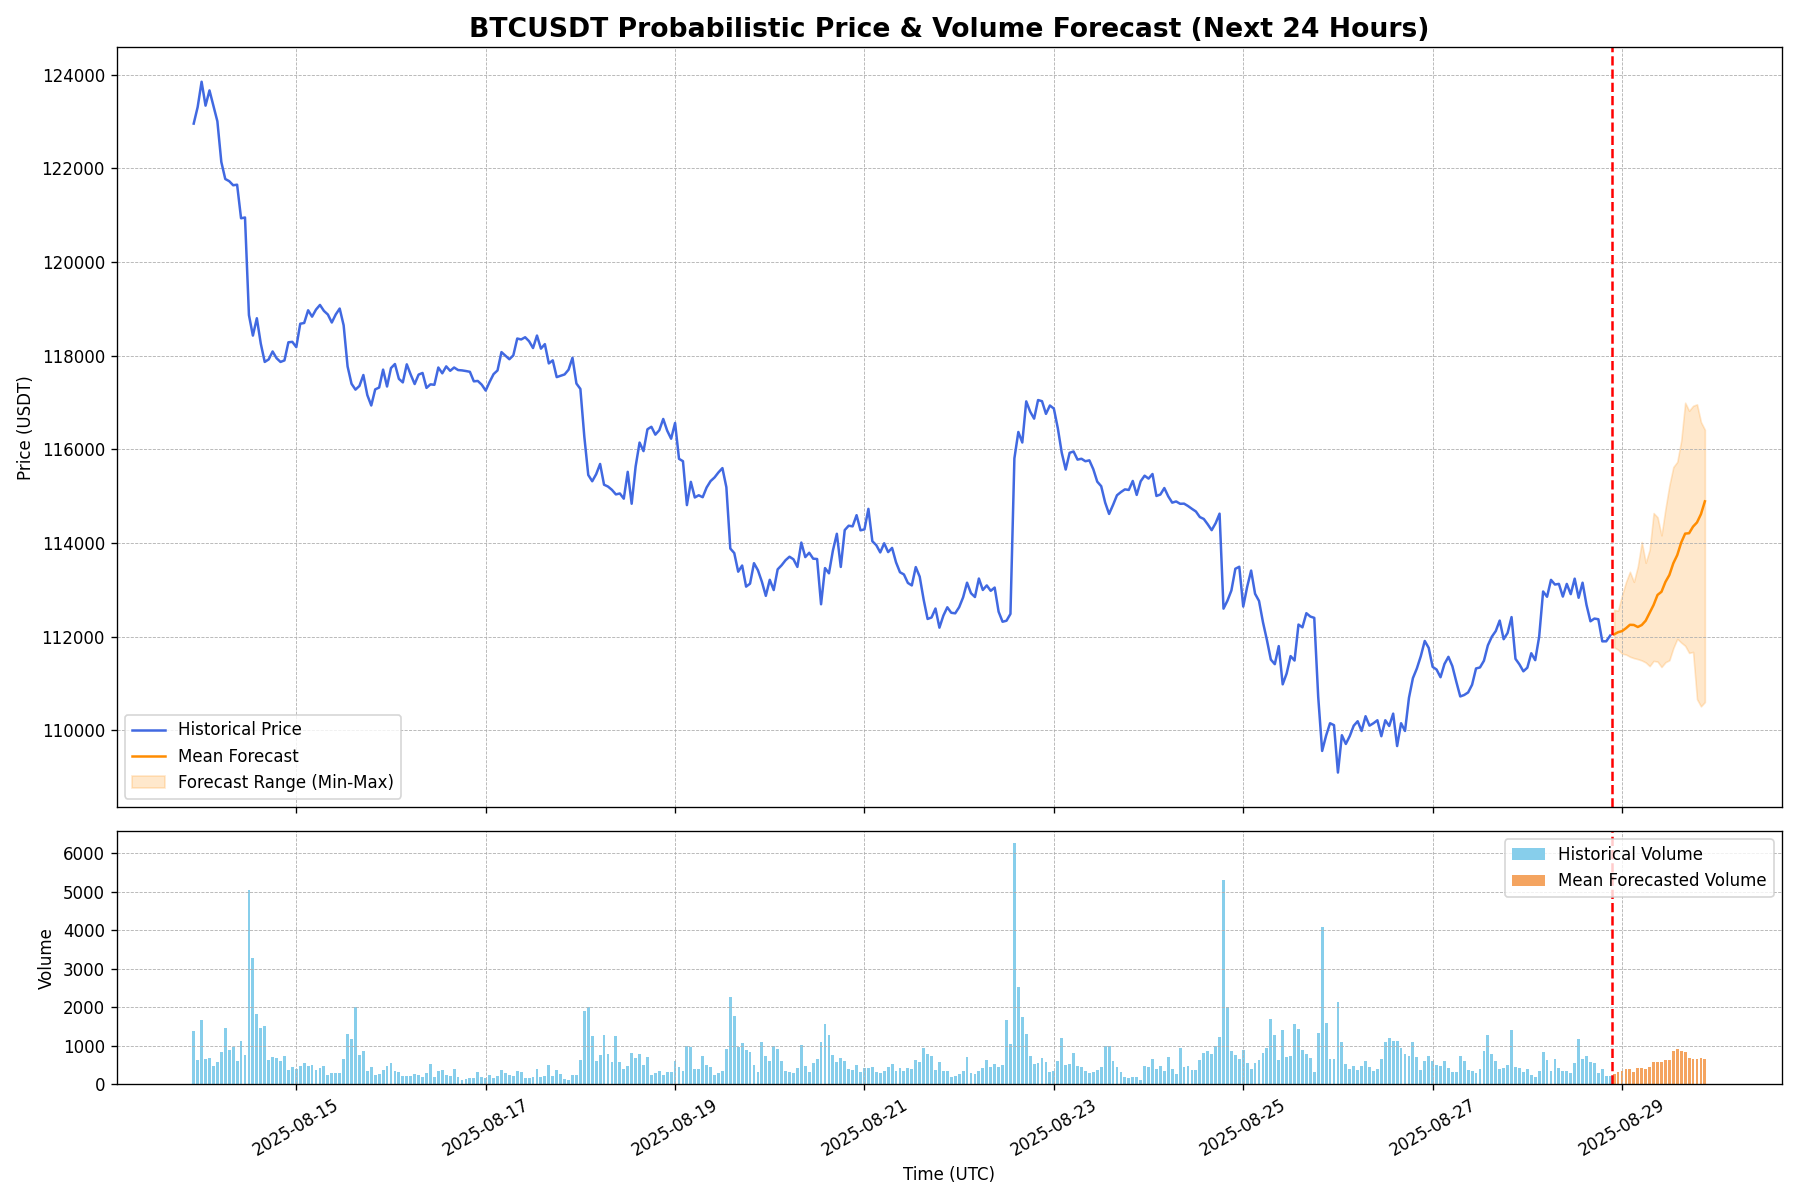 BTCUSDT Probabilistic Price & Volume Forecast (Next 24 Hours)
124000
122000
120000
118000
116000
114000
112000
110000
Price (USDT)
Historical Price
Mean Forecast
Forecast Range (Min-Max)
6000
5000
4000
3000
2000
1000
0
Volume
Historical Volume
Mean Forecasted Volume
2025-08-15
2025-08-17
2025-08-19
2025-08-21
2025-08-23
2025-08-25
2025-08-27
2025-08-29
Time (UTC)